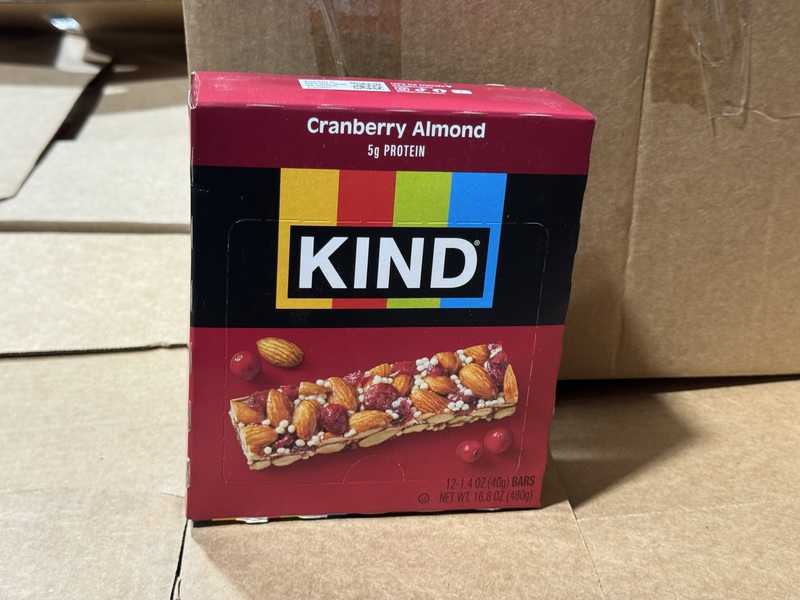 Cranberry Almond
5g PROTEIN
KIND®
12-1.4 OZ (40g) BARS
NET WT. 16.8 OZ (480g)